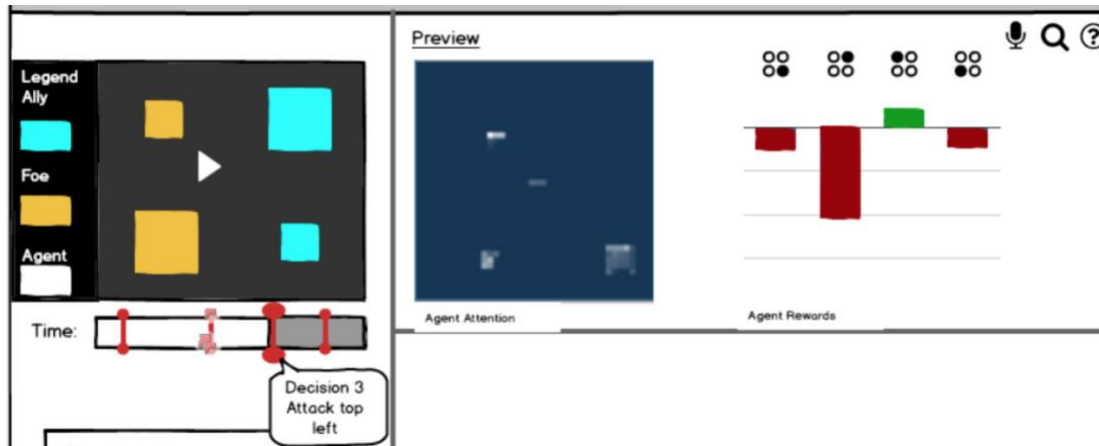 Legend
Ally
Foe
Agent
Time:
Decision 3
Attack top
left
Preview
?
Agent Attention
Agent Rewards